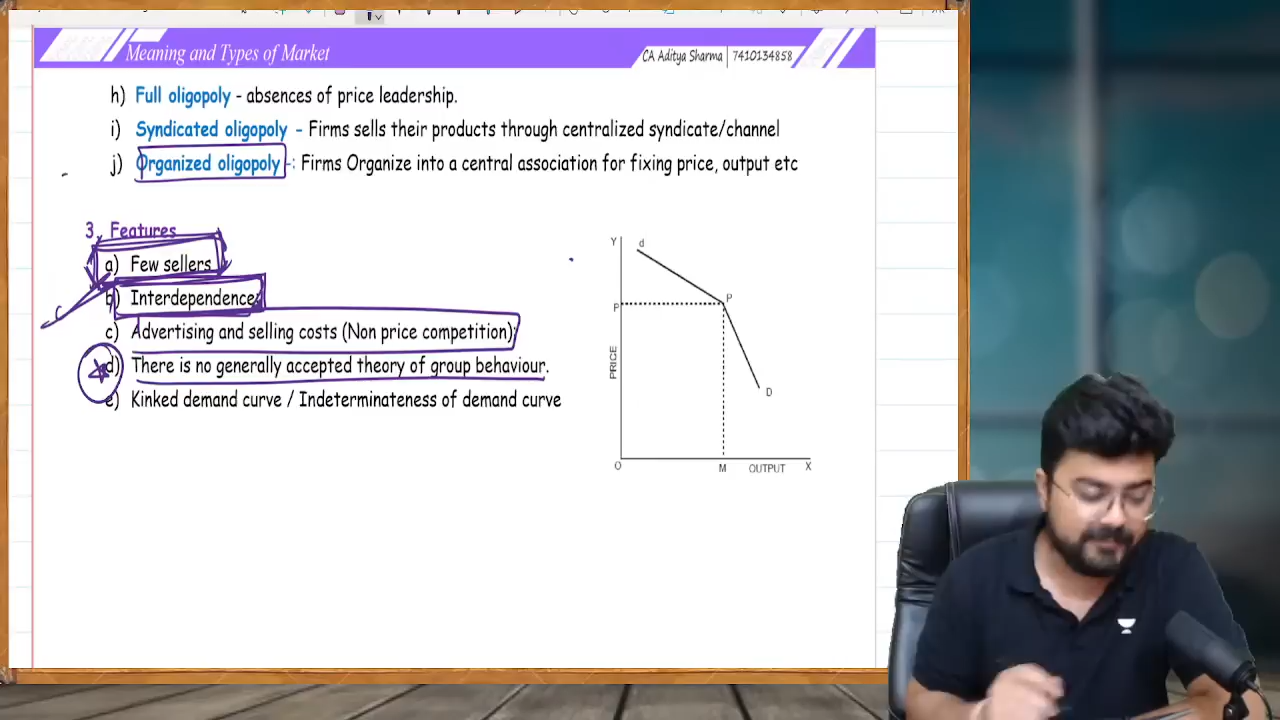 Meaning and Types of Market
CA Aditya Sharma | 7410134858
h) Full oligopoly - absences of price leadership.
i) Syndicated oligopoly - Firms sells their products through centralized syndicate/channel
j) Organized oligopoly -: Firms Organize into a central association for fixing price, output etc
3. Features
a) Few sellers
b) Interdependence:
c) Advertising and selling costs (Non price competition):
d) There is no generally accepted theory of group behaviour.
e) Kinked demand curve / Indeterminateness of demand curve
Y
d
P
P
PRICE
D
O
M
OUTPUT
X